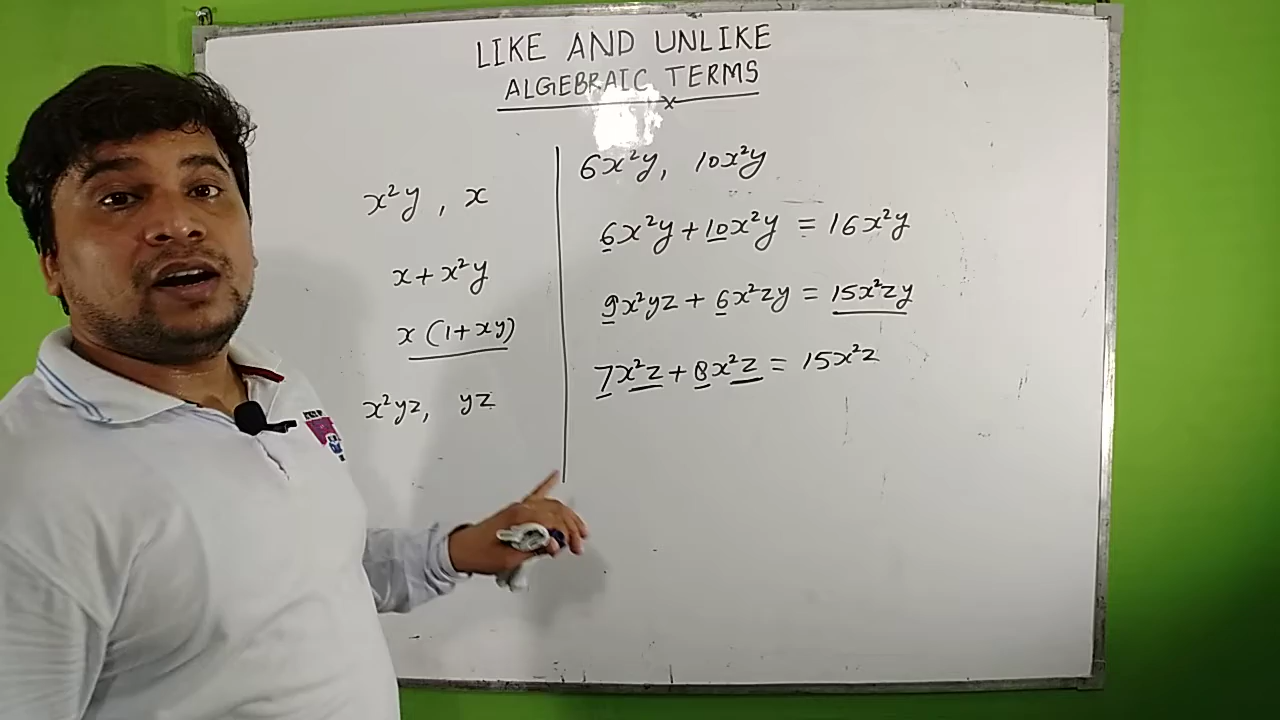 LIKE AND UNLIKE
ALGEBRAIC TERMS
x²y , x
x + x²y
x (1 + xy)
x²yz, yz
6x²y, 10x²y
6x²y + 10x²y = 16x²y
9x²yz + 6x²zy = 15x²zy
7x²z + 8x²z = 15x²z